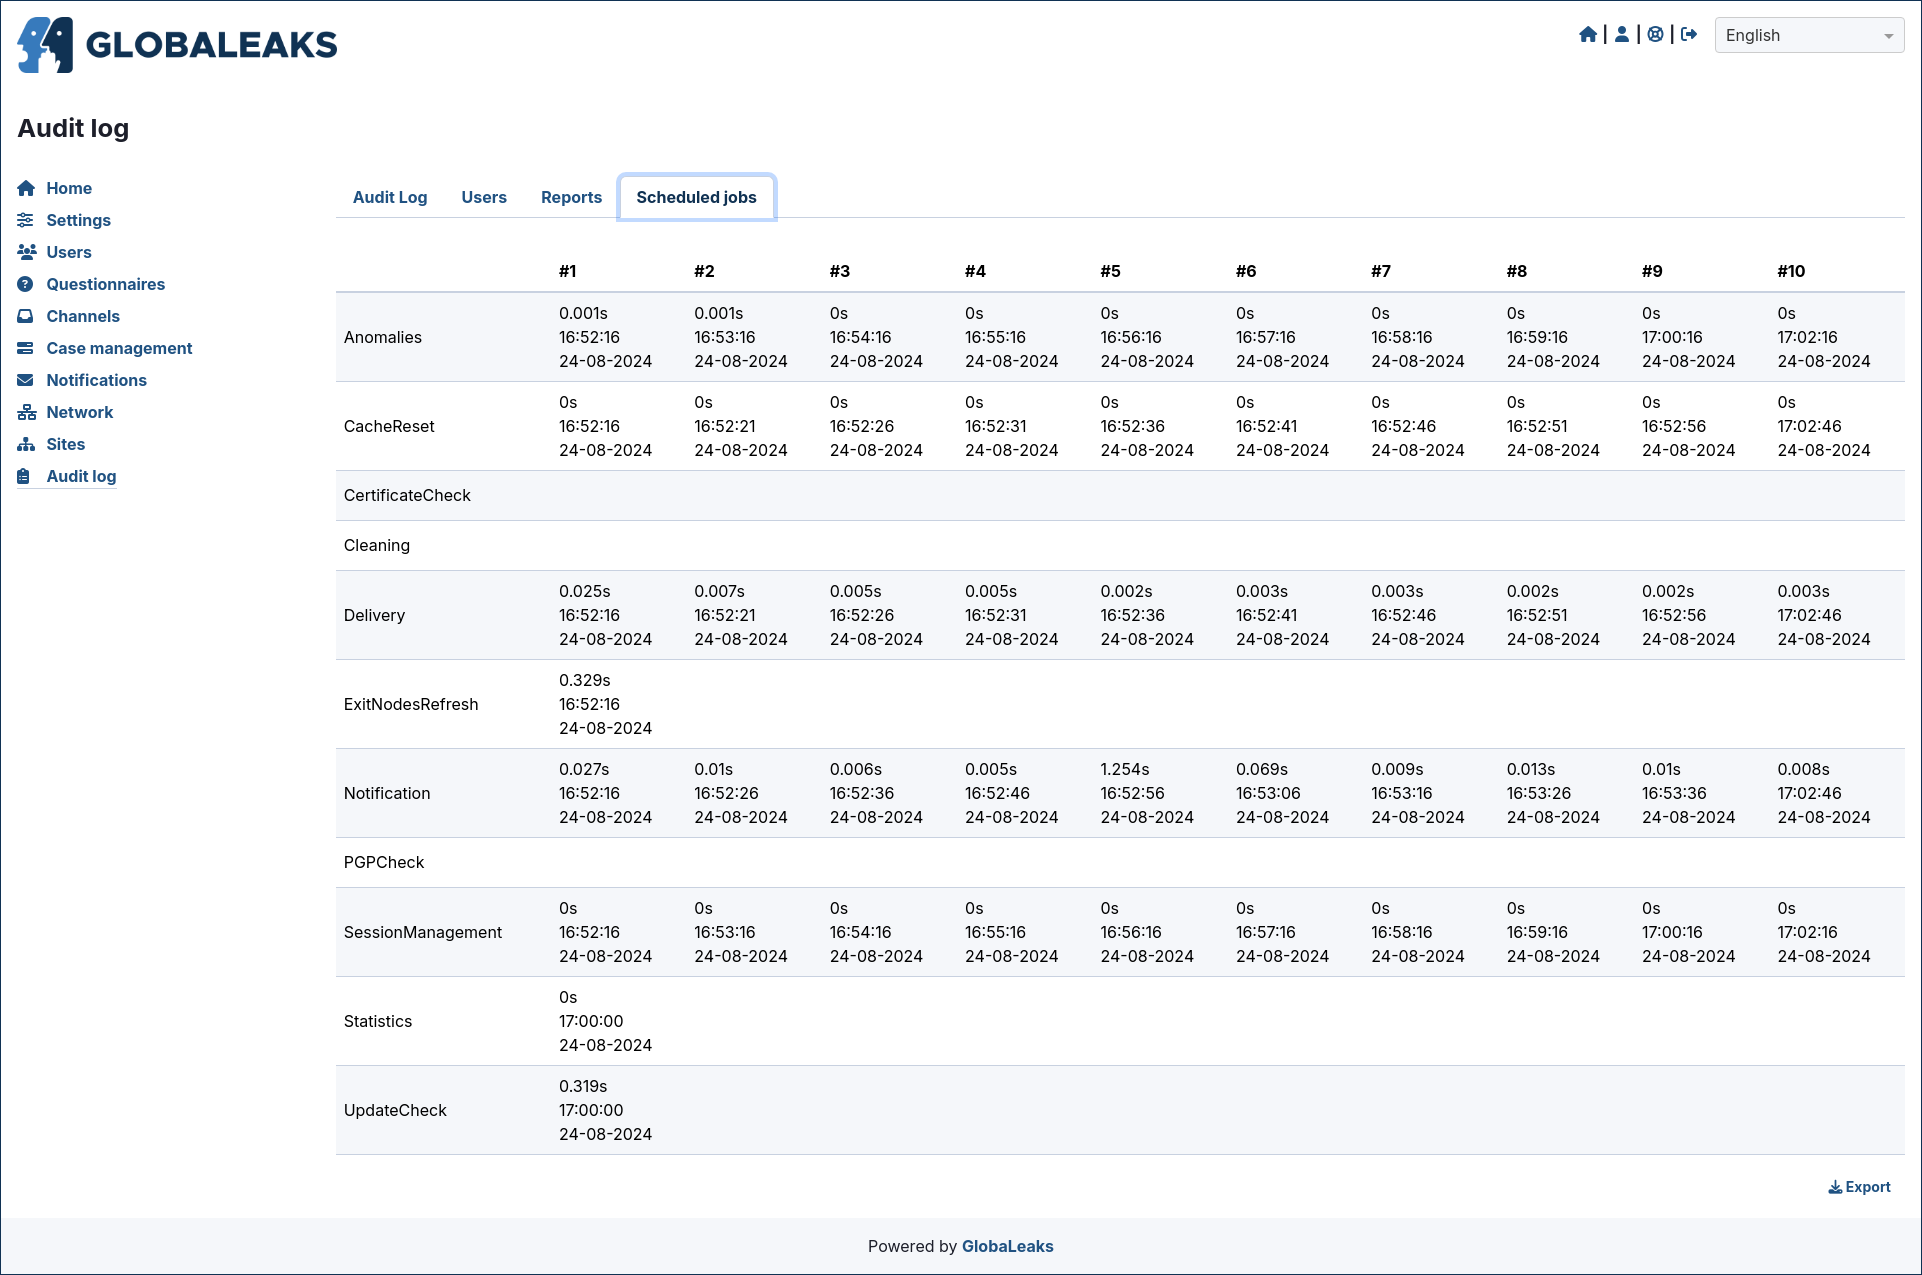 GLOBALEAKS
| | |
English
Audit log
Home
Settings
Users
Questionnaires
Channels
Case management
Notifications
Network
Sites
Audit log
Audit Log Users Reports Scheduled jobs
#1 #2 #3 #4 #5 #6 #7 #8 #9 #10
Anomalies
0.001s 0.001s 0s 0s 0s 0s 0s 0s 0s 0s
16:52:16 16:53:16 16:54:16 16:55:16 16:56:16 16:57:16 16:58:16 16:59:16 17:00:16 17:02:16
24-08-2024 24-08-2024 24-08-2024 24-08-2024 24-08-2024 24-08-2024 24-08-2024 24-08-2024 24-08-2024 24-08-2024
CacheReset
0s 0s 0s 0s 0s 0s 0s 0s 0s 0s
16:52:16 16:52:21 16:52:26 16:52:31 16:52:36 16:52:41 16:52:46 16:52:51 16:52:56 17:02:46
24-08-2024 24-08-2024 24-08-2024 24-08-2024 24-08-2024 24-08-2024 24-08-2024 24-08-2024 24-08-2024 24-08-2024
CertificateCheck
Cleaning
Delivery
0.025s 0.007s 0.005s 0.005s 0.002s 0.003s 0.003s 0.002s 0.002s 0.003s
16:52:16 16:52:21 16:52:26 16:52:31 16:52:36 16:52:41 16:52:46 16:52:51 16:52:56 17:02:46
24-08-2024 24-08-2024 24-08-2024 24-08-2024 24-08-2024 24-08-2024 24-08-2024 24-08-2024 24-08-2024 24-08-2024
ExitNodesRefresh
0.329s
16:52:16
24-08-2024
Notification
0.027s 0.01s 0.006s 0.005s 1.254s 0.069s 0.009s 0.013s 0.01s 0.008s
16:52:16 16:52:26 16:52:36 16:52:46 16:52:56 16:53:06 16:53:16 16:53:26 16:53:36 17:02:46
24-08-2024 24-08-2024 24-08-2024 24-08-2024 24-08-2024 24-08-2024 24-08-2024 24-08-2024 24-08-2024 24-08-2024
PGPCheck
SessionManagement
0s 0s 0s 0s 0s 0s 0s 0s 0s 0s
16:52:16 16:53:16 16:54:16 16:55:16 16:56:16 16:57:16 16:58:16 16:59:16 17:00:16 17:02:16
24-08-2024 24-08-2024 24-08-2024 24-08-2024 24-08-2024 24-08-2024 24-08-2024 24-08-2024 24-08-2024 24-08-2024
Statistics
0s
17:00:00
24-08-2024
UpdateCheck
0.319s
17:00:00
24-08-2024
Export
Powered by GlobaLeaks